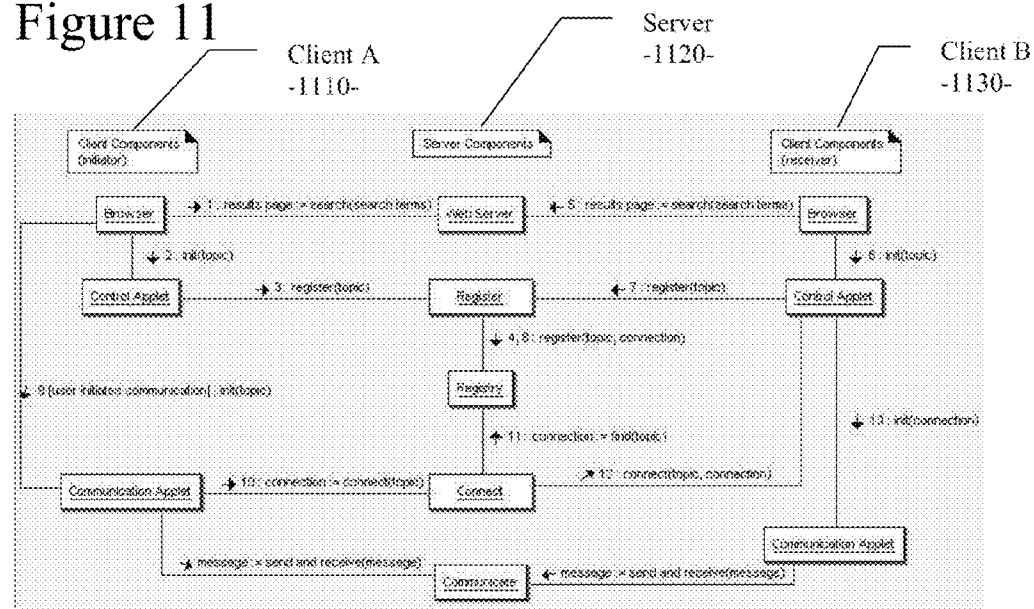 Figure 11
Client A
-1110-
Server
-1120-
Client B
-1130-
Client Components
(initiator)
Server Components
Client Components
(receiver)
Browser
1 : results page := search(search terms)
Web Server
5 : results page := search(search terms)
Browser
2 : init(topic)
6 : init(topic)
Control Applet
3 : register(topic)
Register
7 : register(topic)
Control Applet
4, 8 : register(topic, connection)
Registry
9 [user initiates communication] : init(topic)
11 : connection := find(topic)
13 : init(connection)
Communication Applet
10 : connection := connect(topic)
Connect
12 : connect(topic, connection)
Communication Applet
message := send and receive(message)
Communicate
message := send and receive(message)